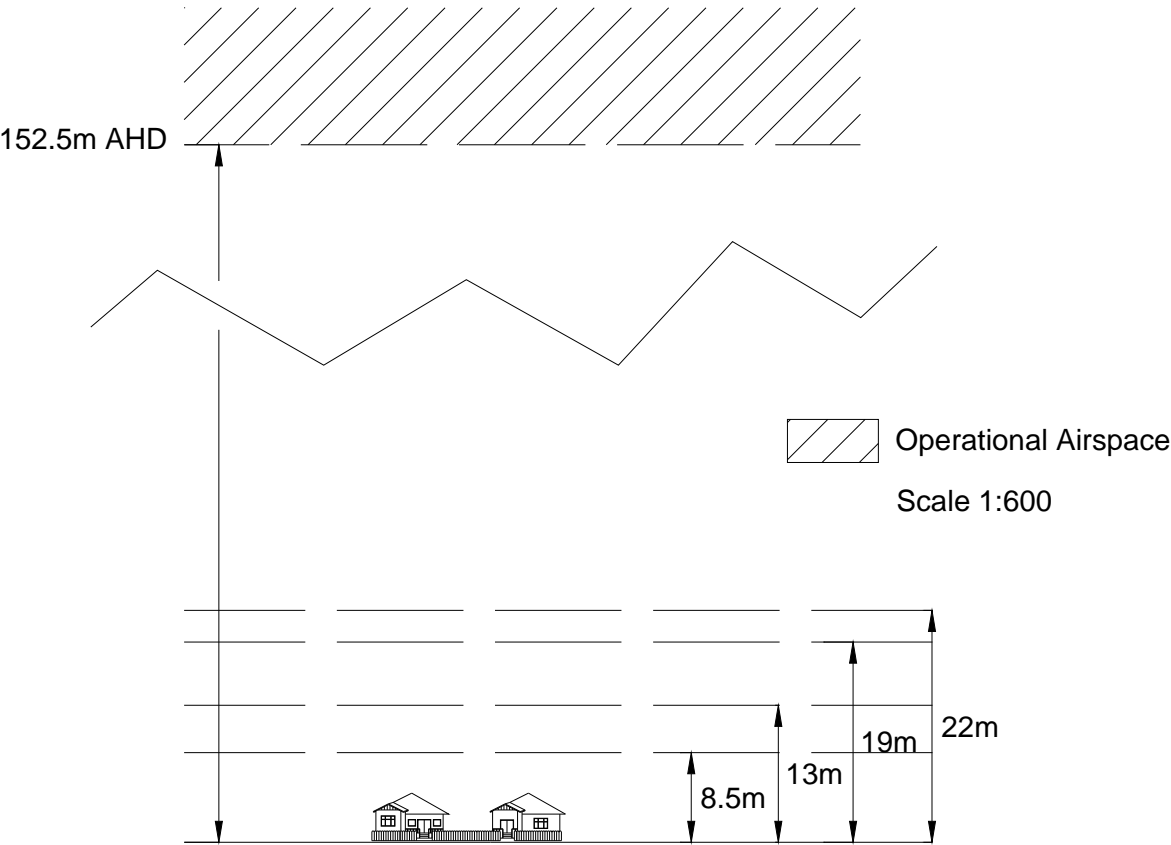 152.5m AHD
Operational Airspace
Scale 1:600
22m
19m
13m
8.5m